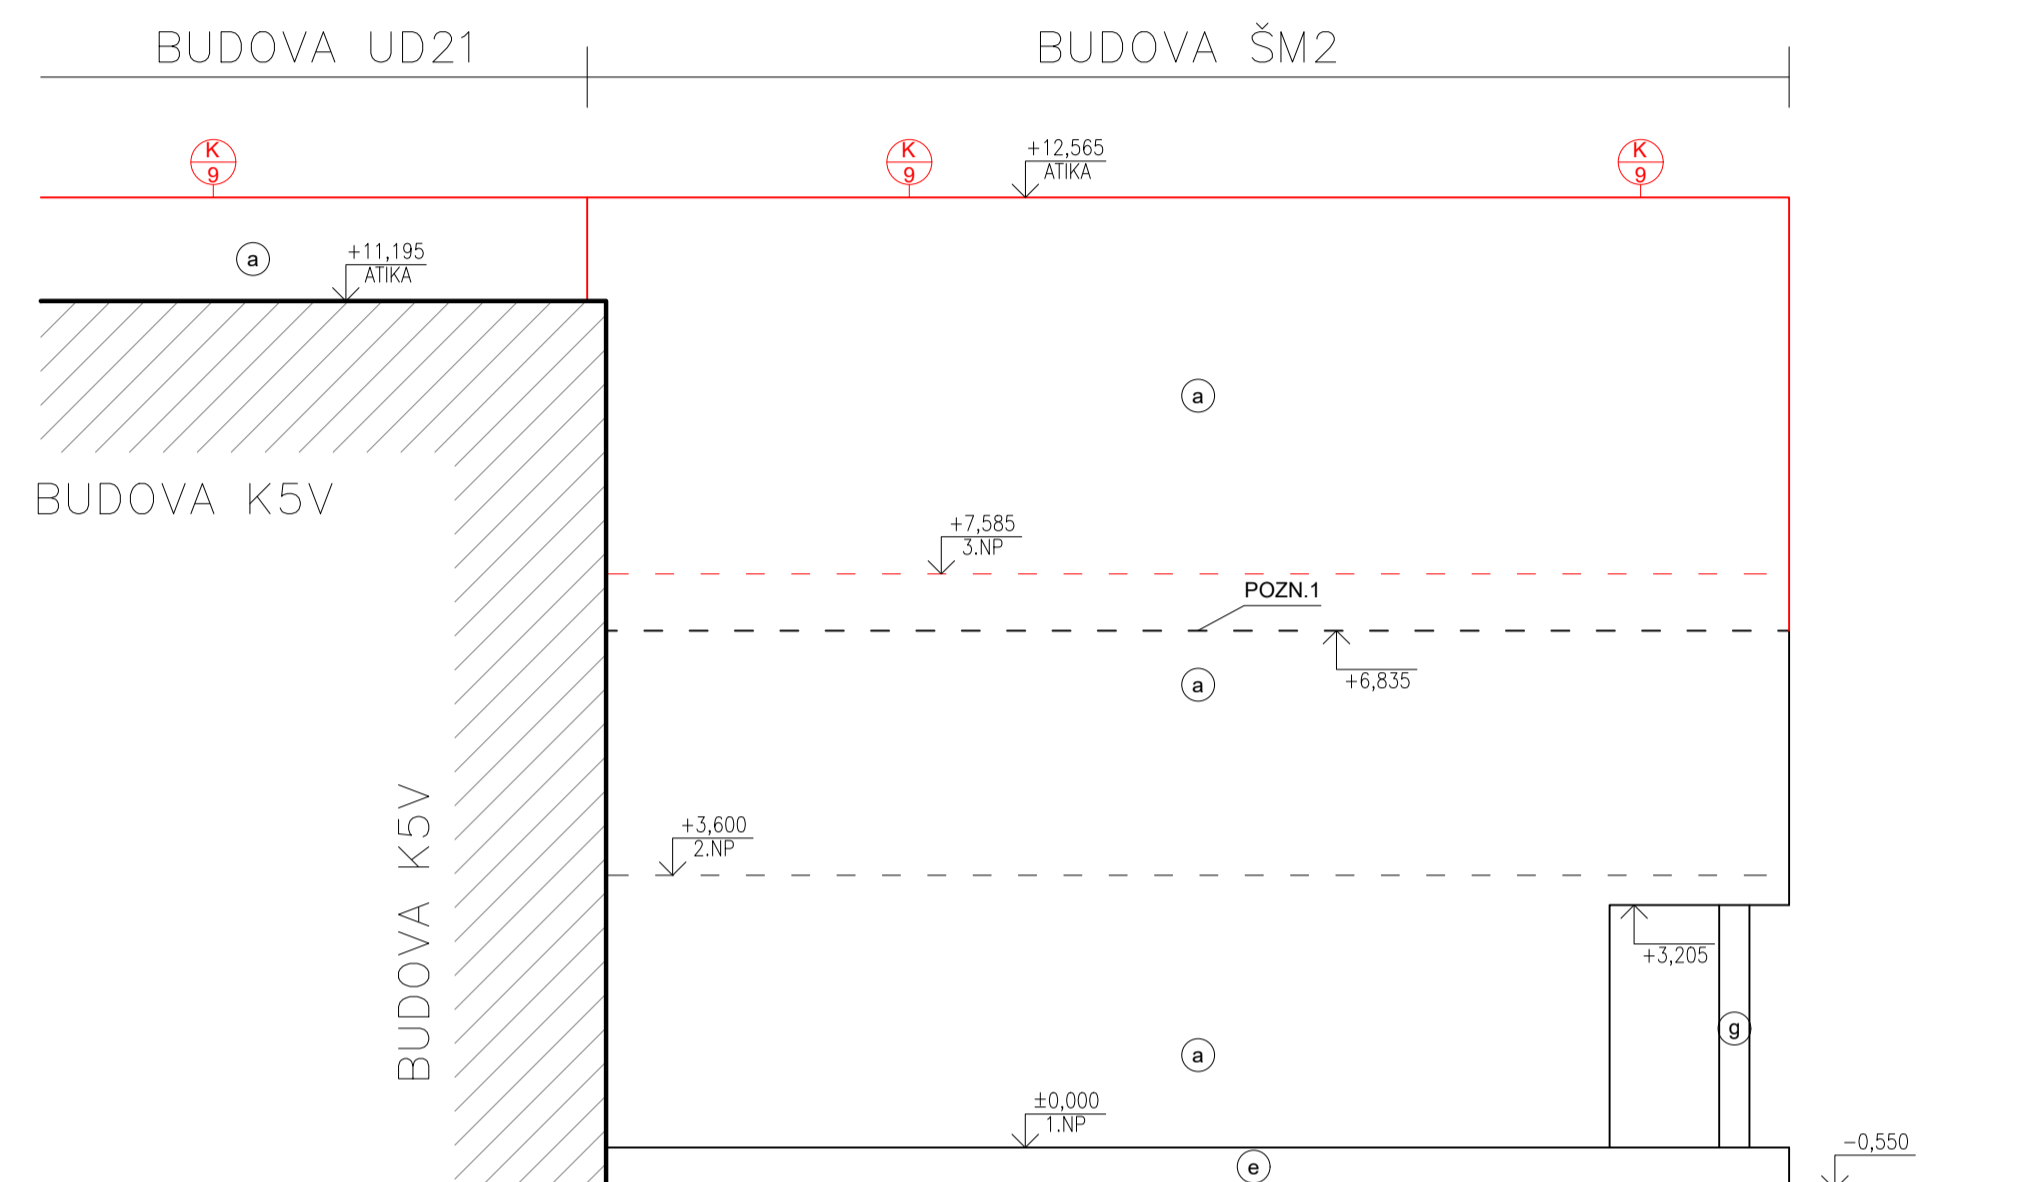 BUDOVA UD21
BUDOVA ŠM2
K
9
K
9
+12,565
ATIKA
K
9
a
+11,195
ATIKA
a
BUDOVA K5V
+7,585
3.NP
POZN.1
a
+6,835
+3,600
2.NP
BUDOVA K5V
+3,205
g
a
±0,000
1.NP
-0,550
e